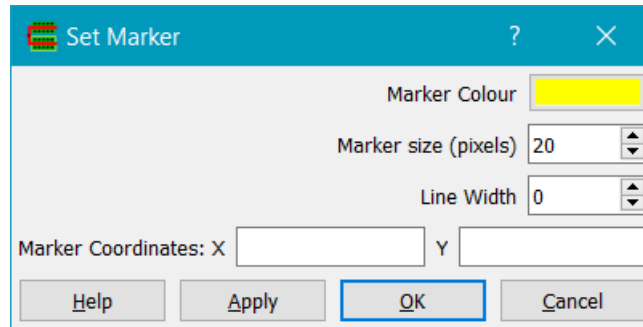 Set Marker ?
Marker Colour
Marker size (pixels) 20
Line Width 0
Marker Coordinates: X Y
Help Apply OK Cancel